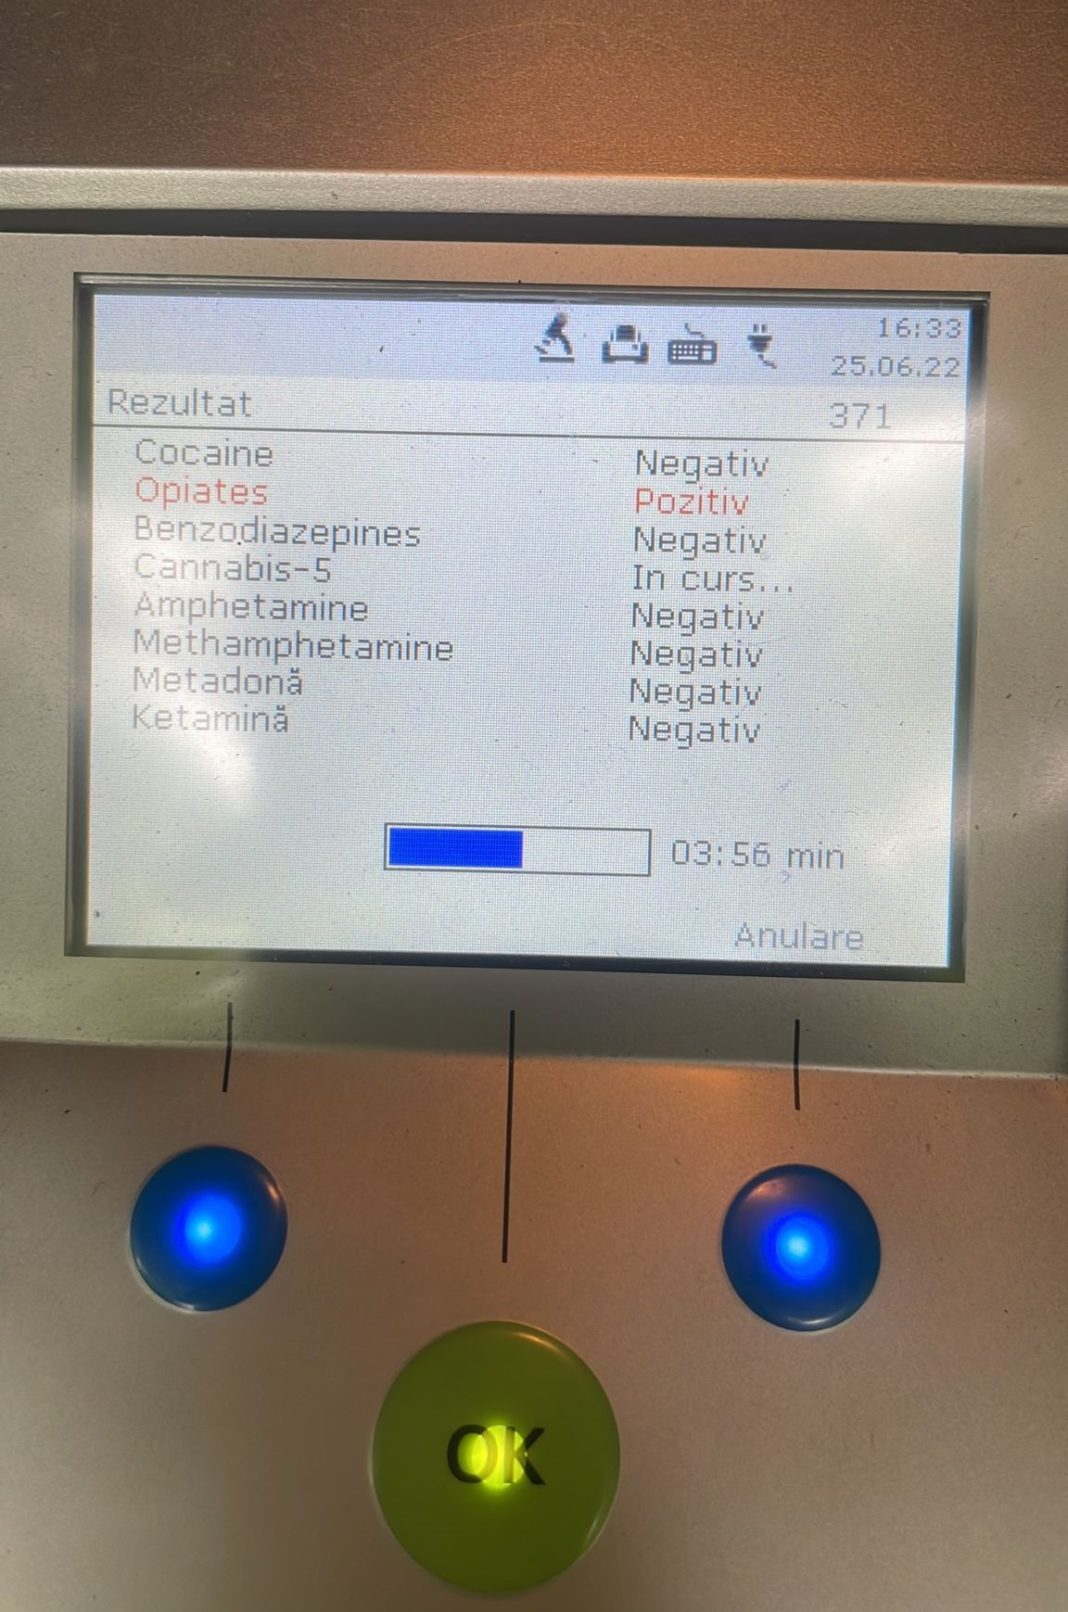 16:33
25.06.22
Rezultat 371
Cocaine Negativ
Opiates Pozitiv
Benzodiazepines Negativ
Cannabis-5 In curs...
Amphetamine Negativ
Methamphetamine Negativ
Metadonă Negativ
Ketamină Negativ
03:56 min
Anulare
OK